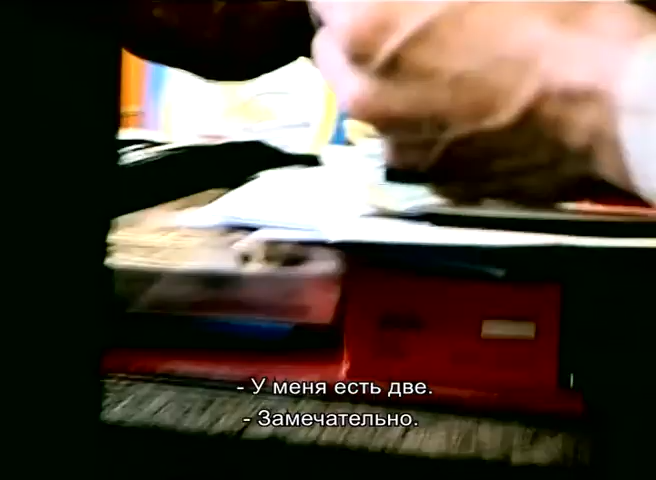 - У меня есть две.
- Замечательно.